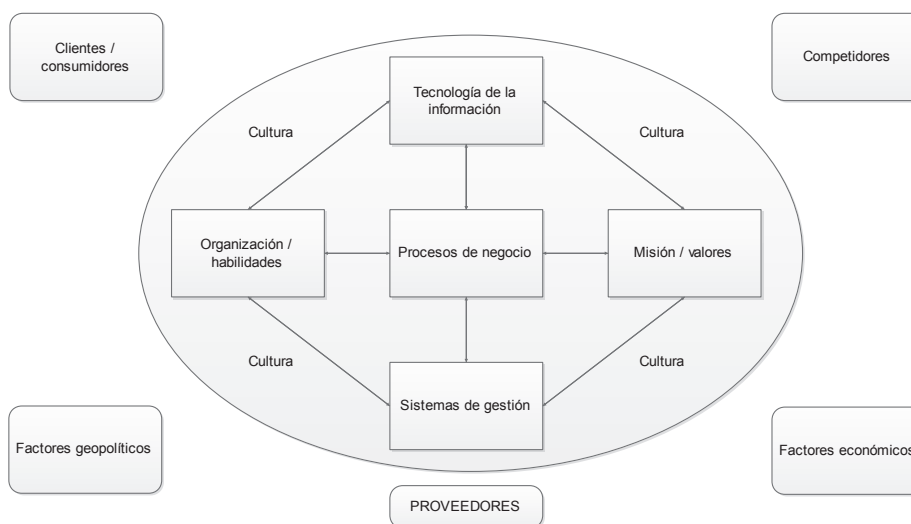 Clientes /
consumidores
Competidores
Tecnología de la
información
Cultura
Cultura
Organización /
habilidades
Procesos de negocio
Misión / valores
Cultura
Cultura
Sistemas de gestión
Factores geopolíticos
Factores económicos
PROVEEDORES